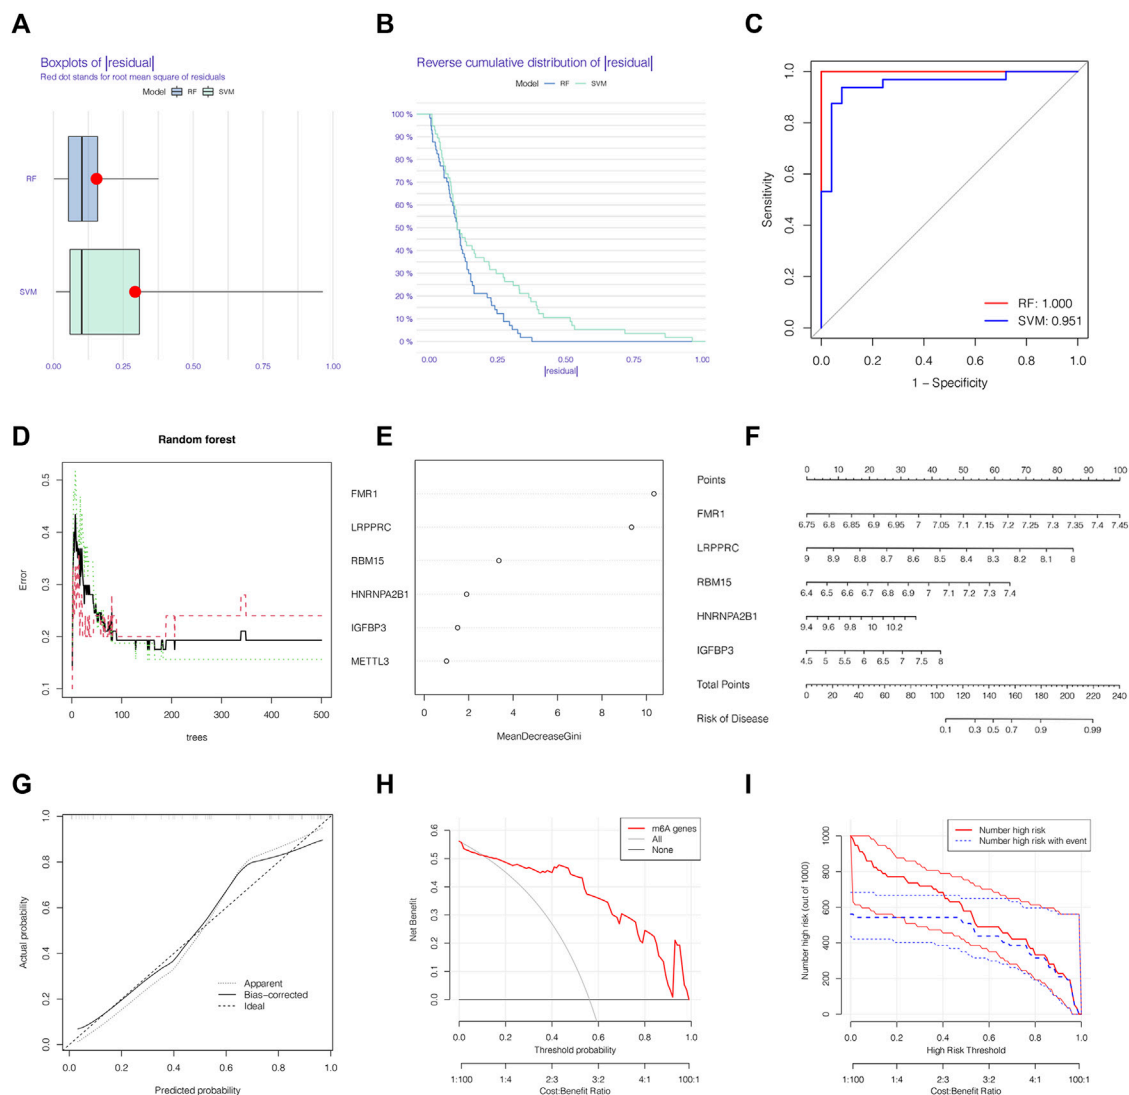 A
Boxplots of |residual|
Red dot stands for root mean square of residuals
Model RF SVM
RF
SVM
0.00 0.25 0.50 0.75 1.00
B
Reverse cumulative distribution of |residual|
Model RF SVM
100 %
90 %
80 %
70 %
60 %
50 %
40 %
30 %
20 %
10 %
0 %
0.00 0.25 0.50 0.75 1.00
|residual|
C
Sensitivity
1.0
0.8
0.6
0.4
0.2
0.0
RF: 1.000
SVM: 0.951
0.0 0.2 0.4 0.6 0.8 1.0
1 − Specificity
D
Random forest
Error
0.5
0.4
0.3
0.2
0.1
0 100 200 300 400 500
trees
E
FMR1
LRPPRC
RBM15
HNRNPA2B1
IGFBP3
METTL3
0 2 4 6 8 10
MeanDecreaseGini
F
0 10 20 30 40 50 60 70 80 90 100
Points
FMR1
6.75 6.8 6.85 6.9 6.95 7 7.05 7.1 7.15 7.2 7.25 7.3 7.35 7.4 7.45
LRPPRC
9 8.9 8.8 8.7 8.6 8.5 8.4 8.3 8.2 8.1 8
RBM15
6.4 6.5 6.6 6.7 6.8 6.9 7 7.1 7.2 7.3 7.4
HNRNPA2B1
9.4 9.6 9.8 10 10.2
IGFBP3
4.5 5 5.5 6 6.5 7 7.5 8
Total Points
0 20 40 60 80 100 120 140 160 180 200 220 240
Risk of Disease
0.1 0.3 0.5 0.7 0.9 0.99
G
Actual probability
1.0
0.8
0.6
0.4
0.2
0.0
Apparent
Bias−corrected
Ideal
0.0 0.2 0.4 0.6 0.8 1.0
Predicted probability
H
Net Benefit
0.6
0.5
0.4
0.3
0.2
0.1
0.0
m6A genes
All
None
0.0 0.2 0.4 0.6 0.8 1.0
Threshold probability
1:100 1:4 2:3 3:2 4:1 100:1
Cost:Benefit Ratio
I
Number high risk (out of 1000)
1000
800
600
400
200
0
Number high risk
Number high risk with event
0.0 0.2 0.4 0.6 0.8 1.0
High Risk Threshold
1:100 1:4 2:3 3:2 4:1 100:1
Cost:Benefit Ratio